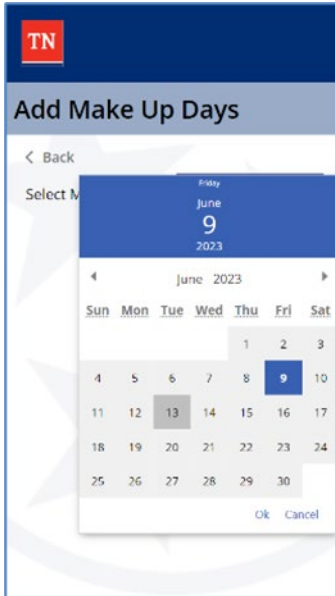 TN
Add Make Up Days
< Back
Select M
Friday
June
9
2023
June 2023
Sun Mon Tue Wed Thu Fri Sat
1 2 3
4 5 6 7 8 9 10
11 12 13 14 15 16 17
18 19 20 21 22 23 24
25 26 27 28 29 30
Ok Cancel